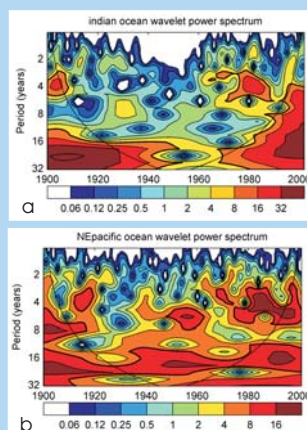 indian ocean wavelet power spectrum
Period (years)
2
4
8
16
32
1900 1920 1940 1960 1980 2000
0.06 0.12 0.25 0.5 1 2 4 8 16 32
a
NEpacific ocean wavelet power spectrum
Period (years)
2
4
8
16
32
1900 1920 1940 1960 1980 2000
0.06 0.12 0.25 0.5 1 2 4 8 16
b